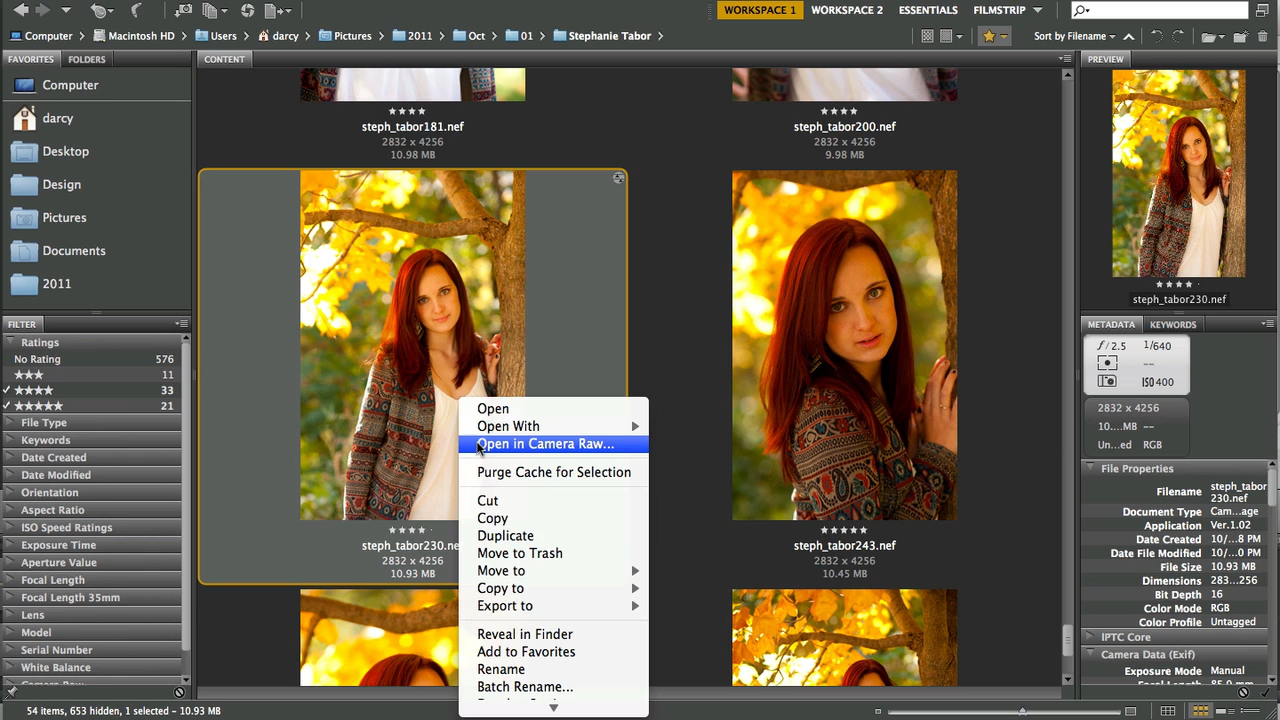 WORKSPACE 1 WORKSPACE 2 ESSENTIALS FILMSTRIP
Computer Macintosh HD Users darcy Pictures 2011 Oct 01 Stephanie Tabor
Sort by Filename
FAVORITES FOLDERS
Computer
darcy
Desktop
Design
Pictures
Documents
2011
FILTER
Ratings
No Rating 576
★★★ 11
★★★★ 33
★★★★★ 21
File Type
Keywords
Date Created
Date Modified
Orientation
Aspect Ratio
ISO Speed Ratings
Exposure Time
Aperture Value
Focal Length
Focal Length 35mm
Lens
Model
Serial Number
White Balance
CONTENT
steph_tabor181.nef
2832 x 4256
10.98 MB
steph_tabor200.nef
2832 x 4256
9.98 MB
steph_tabor230.ne
2832 x 4256
10.93 MB
steph_tabor243.nef
2832 x 4256
10.45 MB
Open
Open With
Open in Camera Raw...
Purge Cache for Selection
Cut
Copy
Duplicate
Move to Trash
Move to
Copy to
Export to
Reveal in Finder
Add to Favorites
Rename
Batch Rename...
PREVIEW
steph_tabor230.nef
METADATA KEYWORDS
f/2.5 1/640
--
ISO400
2832 x 4256
10....MB --
Un...ed RGB
File Properties
Filename steph_tabor
230.nef
Document Type Cam...age
Application Ver.1.02
Date Created 10/...8 PM
Date File Modified 10/...0 PM
File Size 10.93 MB
Dimensions 283...256
Bit Depth 16
Color Mode RGB
Color Profile Untagged
IPTC Core
Camera Data (Exif)
Exposure Mode Manual
54 items, 653 hidden, 1 selected - 10.93 MB